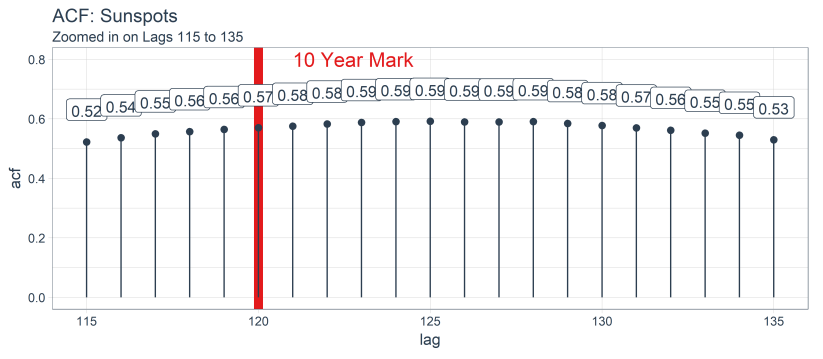 ACF: Sunspots
Zoomed in on Lags 115 to 135
10 Year Mark
0.8
0.6
0.4
0.2
0.0
acf
0.52 0.54 0.55 0.56 0.56 0.57 0.58 0.58 0.59 0.59 0.59 0.59 0.59 0.59 0.58 0.58 0.57 0.56 0.55 0.55 0.53
115 120 125 130 135
lag